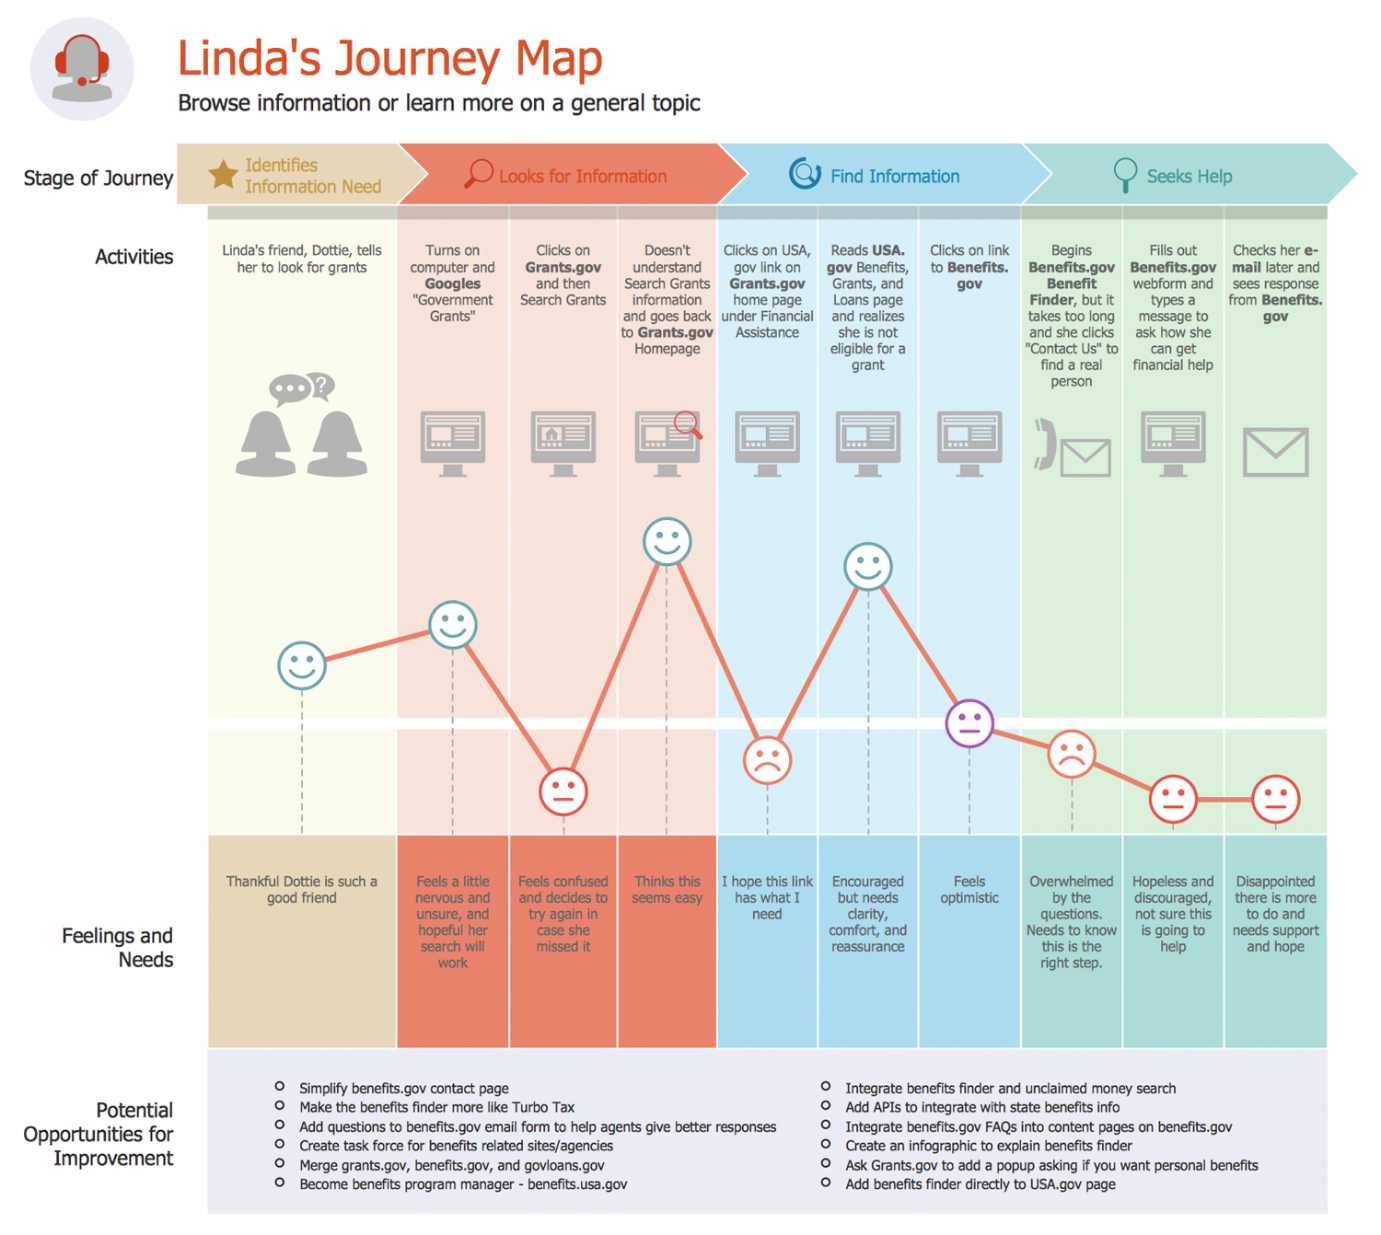 Linda's Journey Map
Browse information or learn more on a general topic
Stage of Journey
Identifies
Information Need
Looks for Information
Find Information
Seeks Help
Activities
Linda's friend, Dottie, tells
her to look for grants
Turns on
computer and
Googles
"Government
Grants"
Clicks on
Grants.gov
and then
Search Grants
Doesn't
understand
Search Grants
information
and goes back
to Grants.gov
Homepage
Clicks on USA,
gov link on
Grants.gov
home page
under Financial
Assistance
Reads USA.
gov Benefits,
Grants, and
Loans page
and realizes
she is not
eligible for a
grant
Clicks on link
to Benefits.
gov
Begins
Benefits.gov
Benefit
Finder, but it
takes too long
and she clicks
"Contact Us" to
find a real
person
Fills out
Benefits.gov
webform and
types a
message to
ask how she
can get
financial help
Checks her e-
mail later and
sees response
from Benefits.
gov
?
Feelings and
Needs
Thankful Dottie is such a
good friend
Feels a little
nervous and
unsure, and
hopeful her
search will
work
Feels confused
and decides to
try again in
case she
missed it
Thinks this
seems easy
I hope this link
has what I
need
Encouraged
but needs
clarity,
comfort, and
reassurance
Feels
optimistic
Overwhelmed
by the
questions.
Needs to know
this is the
right step.
Hopeless and
discouraged,
not sure this
is going to
help
Disappointed
there is more
to do and
needs support
and hope
Potential
Opportunities for
Improvement
Simplify benefits.gov contact page
Make the benefits finder more like Turbo Tax
Add questions to benefits.gov email form to help agents give better responses
Create task force for benefits related sites/agencies
Merge grants.gov, benefits.gov, and govloans.gov
Become benefits program manager - benefits.usa.gov
Integrate benefits finder and unclaimed money search
Add APIs to integrate with state benefits info
Integrate benefits.gov FAQs into content pages on benefits.gov
Create an infographic to explain benefits finder
Ask Grants.gov to add a popup asking if you want personal benefits
Add benefits finder directly to USA.gov page